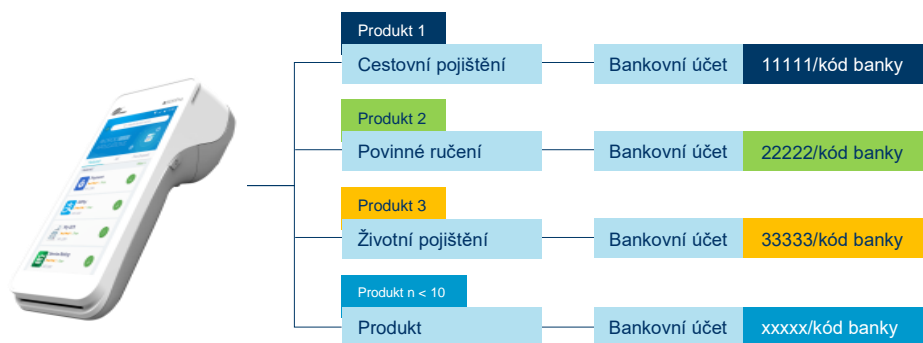 Produkt 1
Cestovní pojištění Bankovní účet 11111/kód banky
Produkt 2
Povinné ručení Bankovní účet 22222/kód banky
Produkt 3
Životní pojištění Bankovní účet 33333/kód banky
Produkt n < 10
Produkt Bankovní účet xxxxx/kód banky